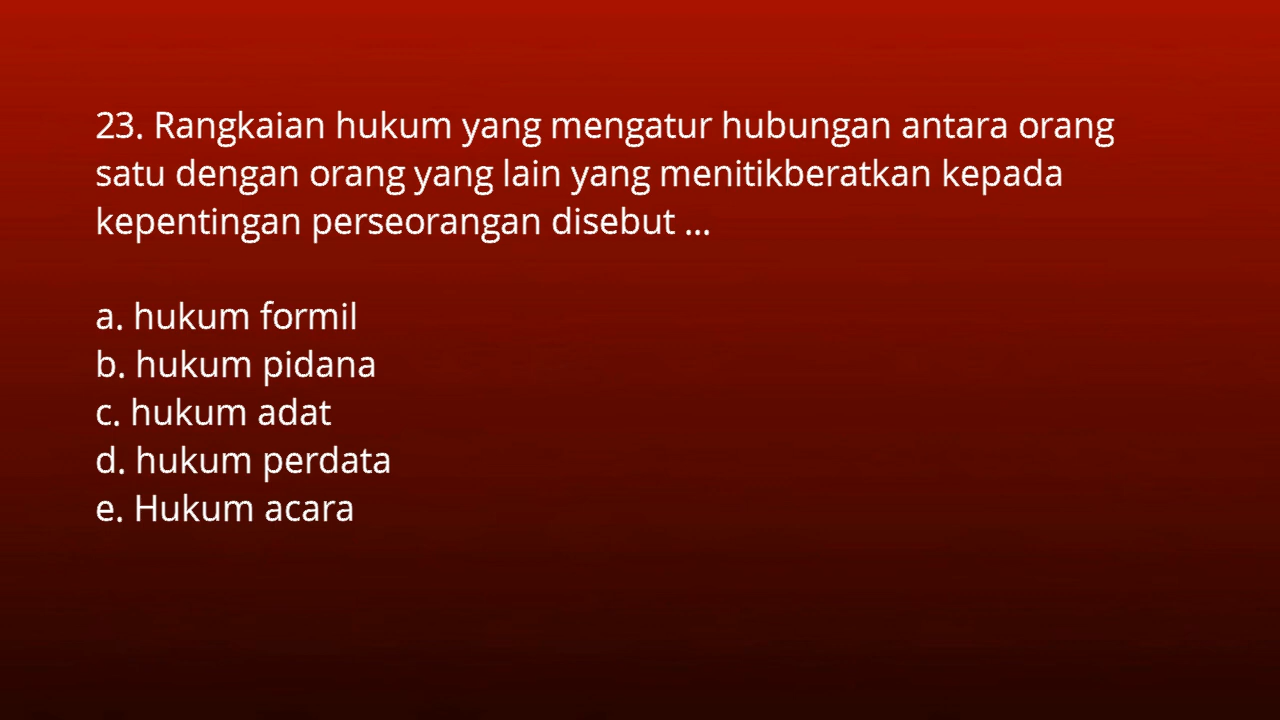 23. Rangkaian hukum yang mengatur hubungan antara orang
satu dengan orang yang lain yang menitikberatkan kepada
kepentingan perseorangan disebut ...
a. hukum formil
b. hukum pidana
c. hukum adat
d. hukum perdata
e. Hukum acara